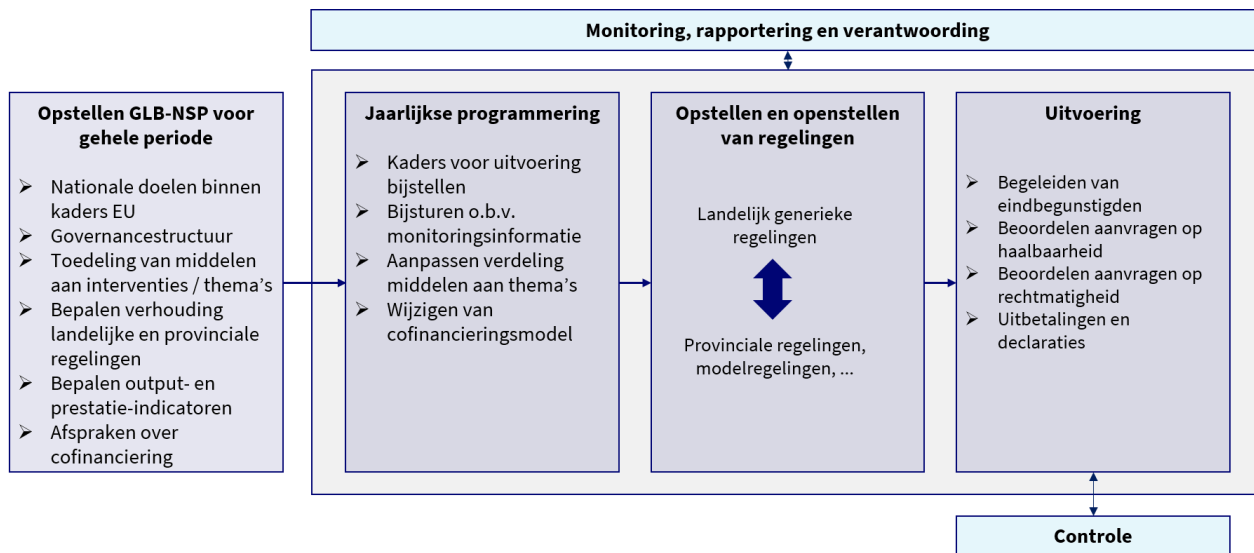 Monitoring, rapportering en verantwoording
Opstellen GLB-NSP voor
gehele periode
➢ Nationale doelen binnen
kaders EU
➢ Governancestructuur
➢ Toedeling van middelen
aan interventies / thema’s
➢ Bepalen verhouding
landelijke en provinciale
regelingen
➢ Bepalen output- en
prestatie-indicatoren
➢ Afspraken over
cofinanciering
Jaarlijkse programmering
➢ Kaders voor uitvoering
bijstellen
➢ Bijsturen o.b.v.
monitoringsinformatie
➢ Aanpassen verdeling
middelen aan thema’s
➢ Wijzigen van
cofinancieringsmodel
Opstellen en openstellen
van regelingen
Landelijk generieke
regelingen
Provinciale regelingen,
modelregelingen, ...
Uitvoering
➢ Begeleiden van
eindbegunstigden
➢ Beoordelen aanvragen op
haalbaarheid
➢ Beoordelen aanvragen op
rechtmatigheid
➢ Uitbetalingen en
declaraties
Controle